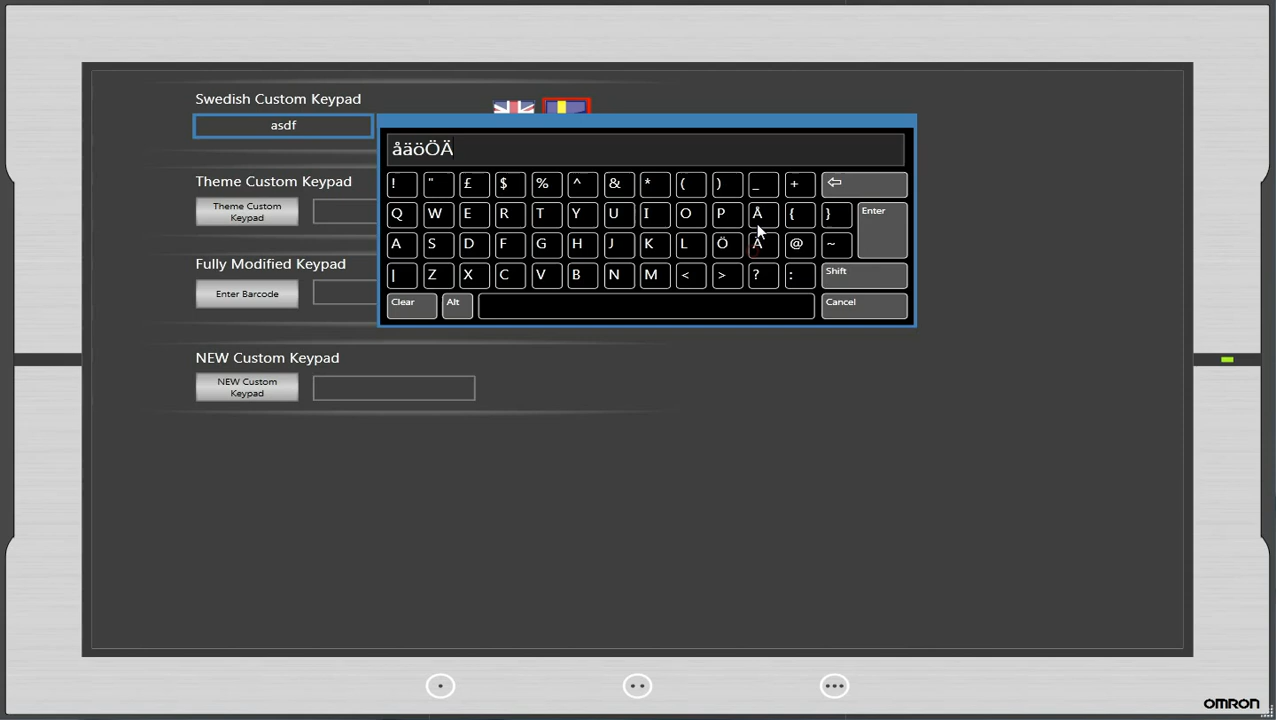 Swedish Custom Keypad
asdf
åäöÖÄ
! " £ $ % ^ & * ( ) _ + ⇦
Q W E R T Y U I O P Å { } Enter
A S D F G H J K L Ö Ä @ ~
| Z X C V B N M < > ? : Shift
Clear Alt Cancel
Theme Custom Keypad
Theme Custom
Keypad
Fully Modified Keypad
Enter Barcode
NEW Custom Keypad
NEW Custom
Keypad
OMRON